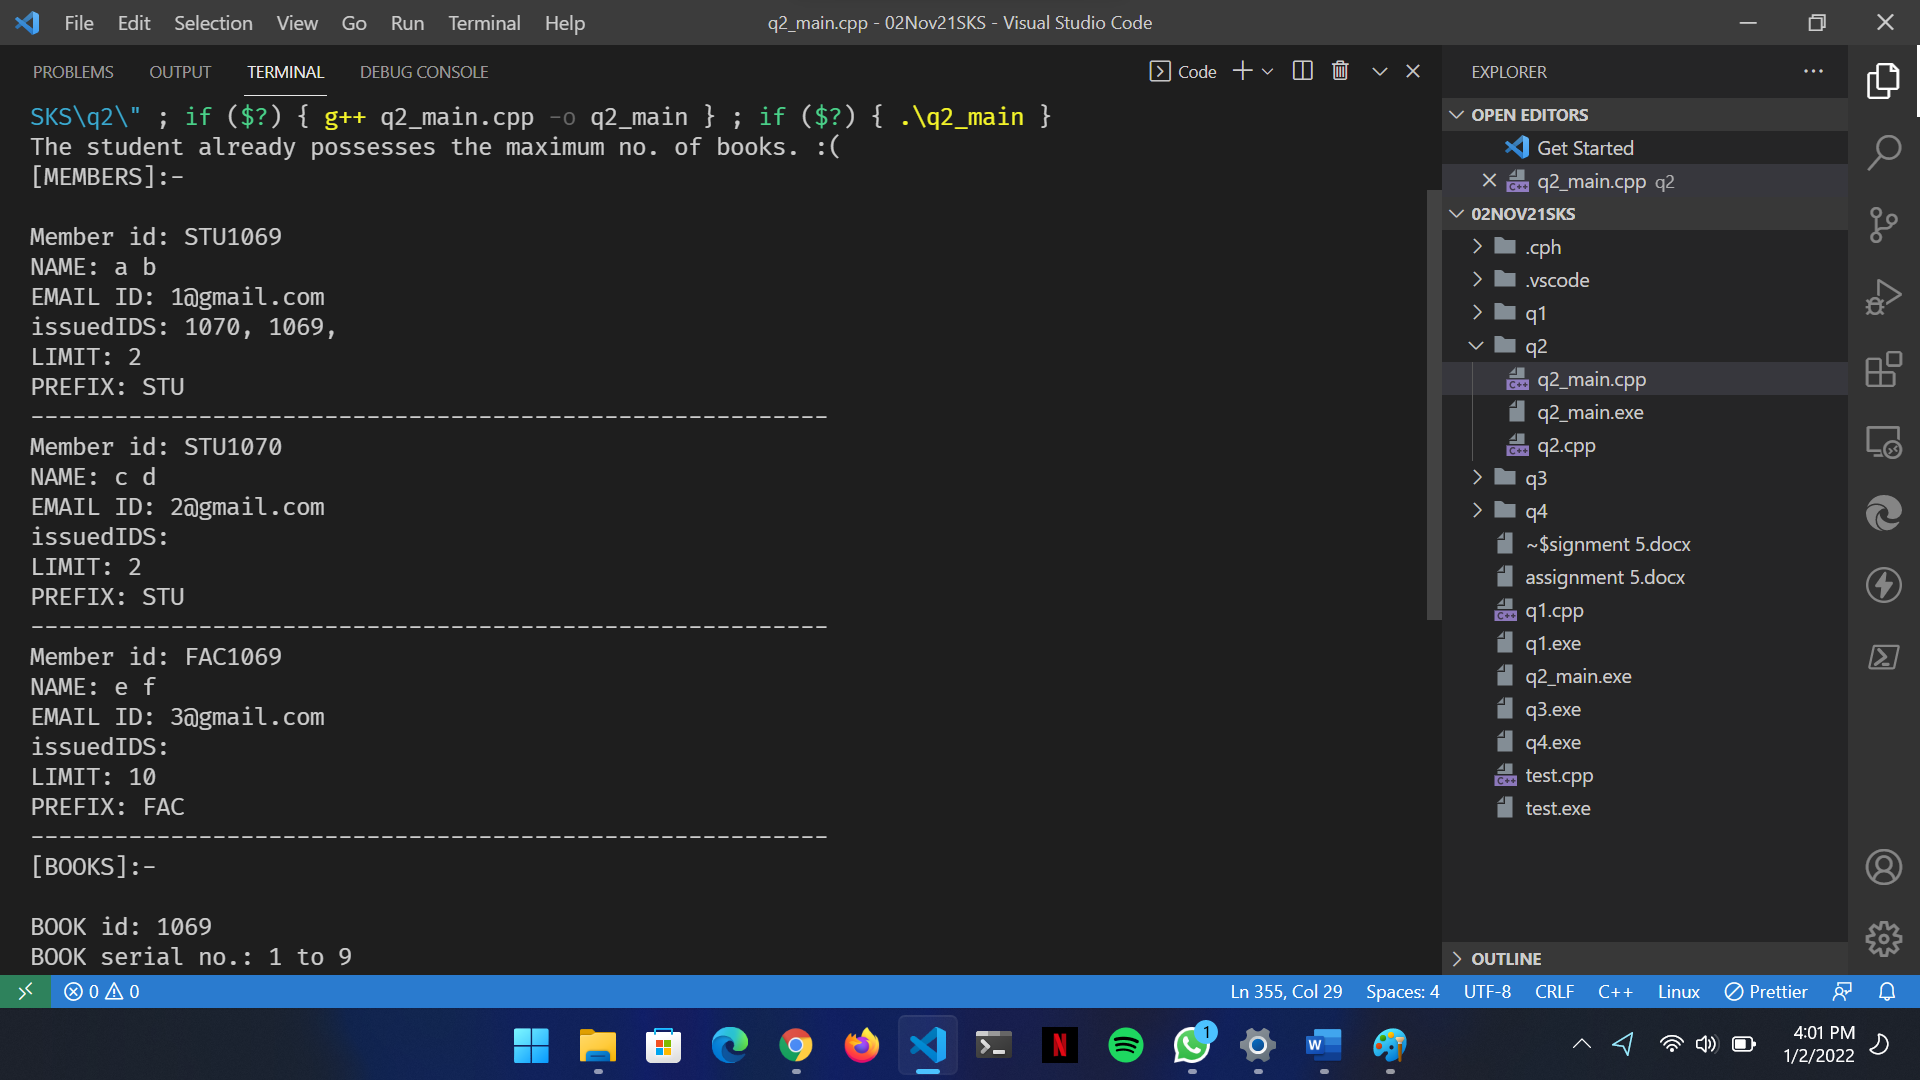 File Edit Selection View Go Run Terminal Help q2_main.cpp - 02Nov21SKS - Visual Studio Code
PROBLEMS OUTPUT TERMINAL DEBUG CONSOLE Code
SKS\q2\" ; if ($?) { g++ q2_main.cpp -o q2_main } ; if ($?) { .\q2_main }
The student already possesses the maximum no. of books. :(
[MEMBERS]:-
Member id: STU1069
NAME: a b
EMAIL ID: 1@gmail.com
issuedIDS: 1070, 1069,
LIMIT: 2
PREFIX: STU
---------------------------------------------------------
Member id: STU1070
NAME: c d
EMAIL ID: 2@gmail.com
issuedIDS:
LIMIT: 2
PREFIX: STU
---------------------------------------------------------
Member id: FAC1069
NAME: e f
EMAIL ID: 3@gmail.com
issuedIDS:
LIMIT: 10
PREFIX: FAC
---------------------------------------------------------
[BOOKS]:-
BOOK id: 1069
BOOK serial no.: 1 to 9
EXPLORER
OPEN EDITORS
Get Started
q2_main.cpp q2
02NOV21SKS
.cph
.vscode
q1
q2
q2_main.cpp
q2_main.exe
q2.cpp
q3
q4
~$signment 5.docx
assignment 5.docx
q1.cpp
q1.exe
q2_main.exe
q3.exe
q4.exe
test.cpp
test.exe
OUTLINE
0 0 Ln 355, Col 29 Spaces: 4 UTF-8 CRLF C++ Linux Prettier
1
4:01 PM
1/2/2022